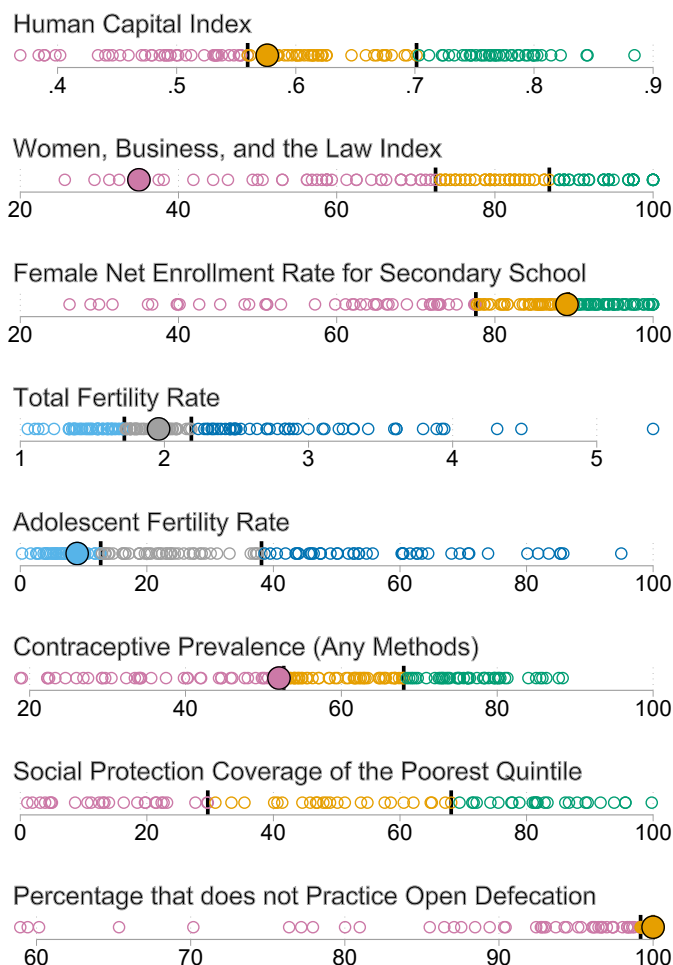 Human Capital Index
.4 .5 .6 .7 .8 .9
Women, Business, and the Law Index
20 40 60 80 100
Female Net Enrollment Rate for Secondary School
20 40 60 80 100
Total Fertility Rate
1 2 3 4 5
Adolescent Fertility Rate
0 20 40 60 80 100
Contraceptive Prevalence (Any Methods)
20 40 60 80 100
Social Protection Coverage of the Poorest Quintile
0 20 40 60 80 100
Percentage that does not Practice Open Defecation
60 70 80 90 100